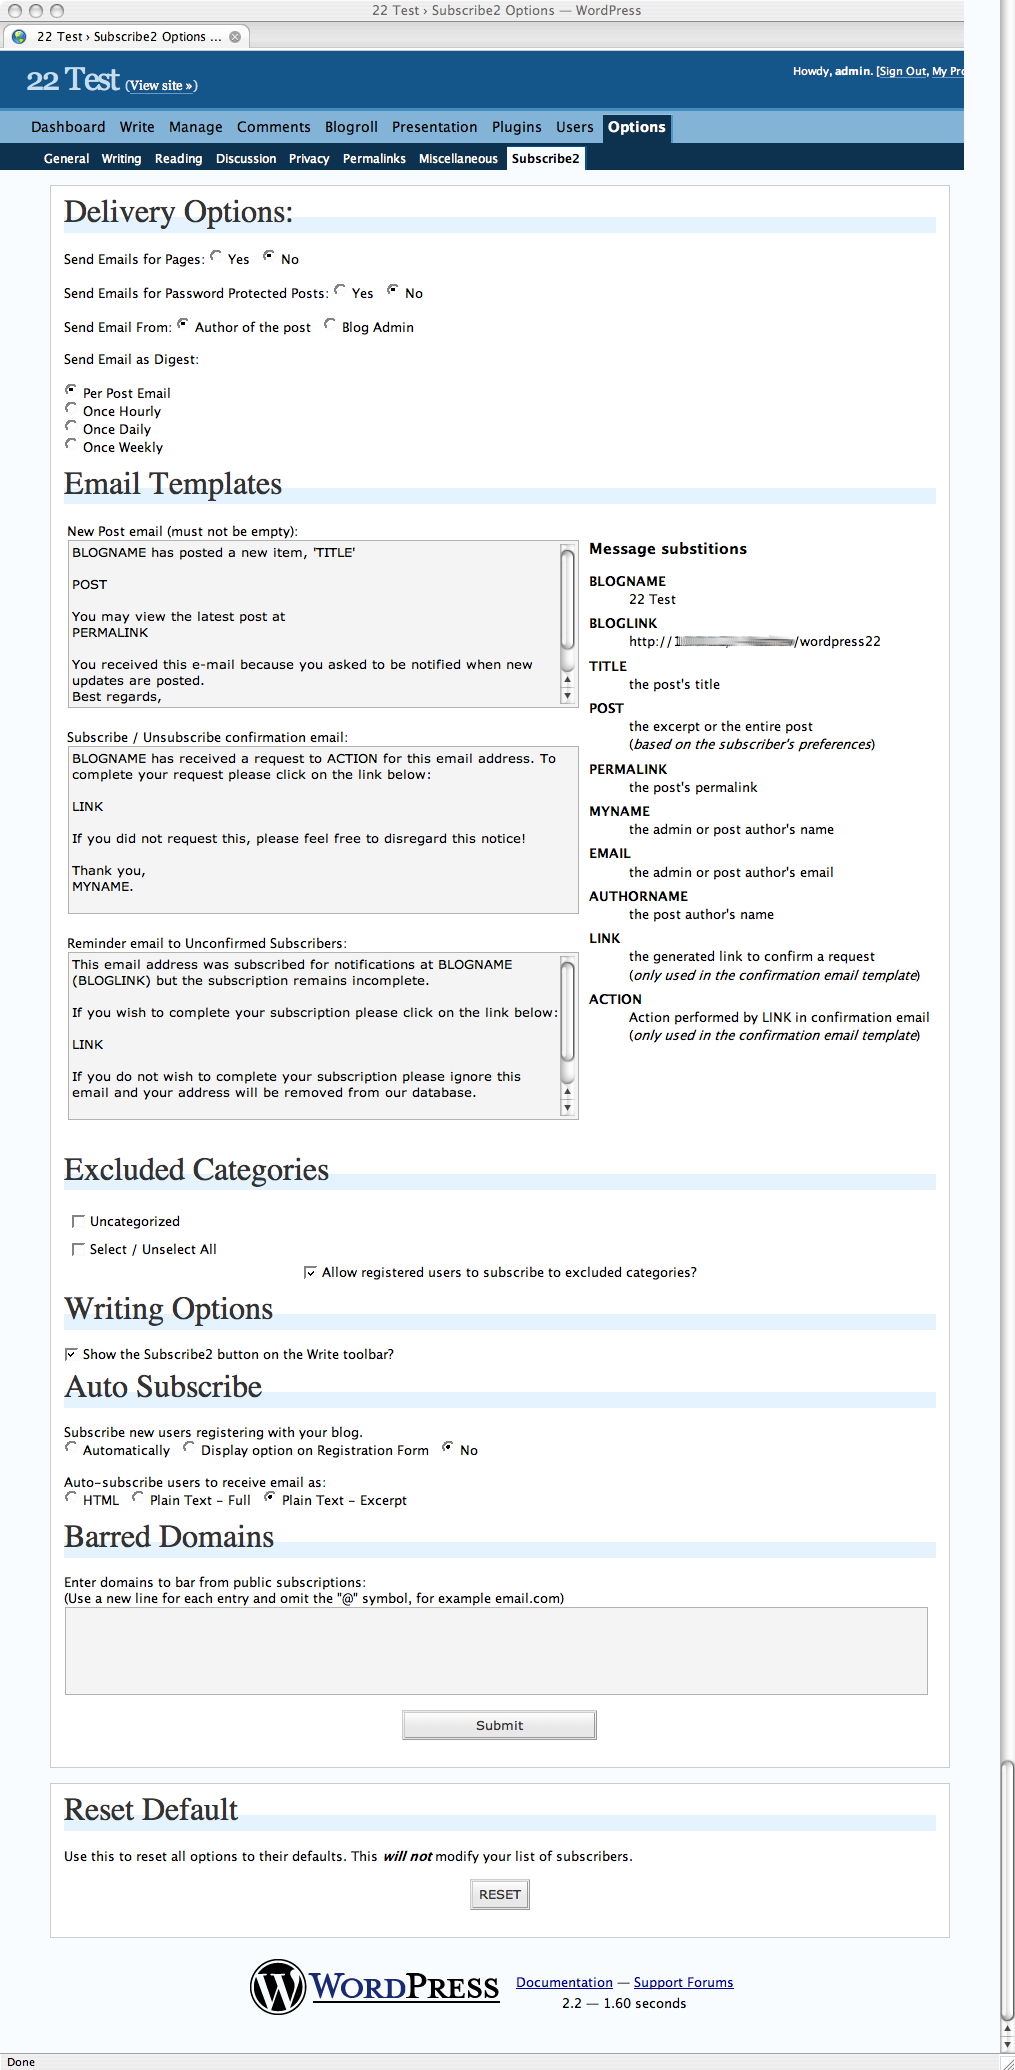 22 Test › Subscribe2 Options — WordPress
22 Test › Subscribe2 Options ...
22 Test (View site »)
Howdy, admin. [Sign Out, My Pro
Dashboard Write Manage Comments Blogroll Presentation Plugins Users Options
General Writing Reading Discussion Privacy Permalinks Miscellaneous Subscribe2
Delivery Options:
Send Emails for Pages: Yes No
Send Emails for Password Protected Posts: Yes No
Send Email From: Author of the post Blog Admin
Send Email as Digest:
Per Post Email
Once Hourly
Once Daily
Once Weekly
Email Templates
New Post email (must not be empty):
BLOGNAME has posted a new item, 'TITLE'
POST
You may view the latest post at
PERMALINK
You received this e-mail because you asked to be notified when new
updates are posted.
Best regards,
Subscribe / Unsubscribe confirmation email:
BLOGNAME has received a request to ACTION for this email address. To
complete your request please click on the link below:
LINK
If you did not request this, please feel free to disregard this notice!
Thank you,
MYNAME.
Reminder email to Unconfirmed Subscribers:
This email address was subscribed for notifications at BLOGNAME
(BLOGLINK) but the subscription remains incomplete.
If you wish to complete your subscription please click on the link below:
LINK
If you do not wish to complete your subscription please ignore this
email and your address will be removed from our database.
Message substitions
BLOGNAME
22 Test
BLOGLINK
http://1 /wordpress22
TITLE
the post's title
POST
the excerpt or the entire post
(based on the subscriber's preferences)
PERMALINK
the post's permalink
MYNAME
the admin or post author's name
EMAIL
the admin or post author's email
AUTHORNAME
the post author's name
LINK
the generated link to confirm a request
(only used in the confirmation email template)
ACTION
Action performed by LINK in confirmation email
(only used in the confirmation email template)
Excluded Categories
Uncategorized
Select / Unselect All
Allow registered users to subscribe to excluded categories?
Writing Options
Show the Subscribe2 button on the Write toolbar?
Auto Subscribe
Subscribe new users registering with your blog.
Automatically Display option on Registration Form No
Auto-subscribe users to receive email as:
HTML Plain Text - Full Plain Text - Excerpt
Barred Domains
Enter domains to bar from public subscriptions:
(Use a new line for each entry and omit the "@" symbol, for example email.com)
Submit
Reset Default
Use this to reset all options to their defaults. This will not modify your list of subscribers.
RESET
WORDPRESS
Documentation — Support Forums
2.2 — 1.60 seconds
Done